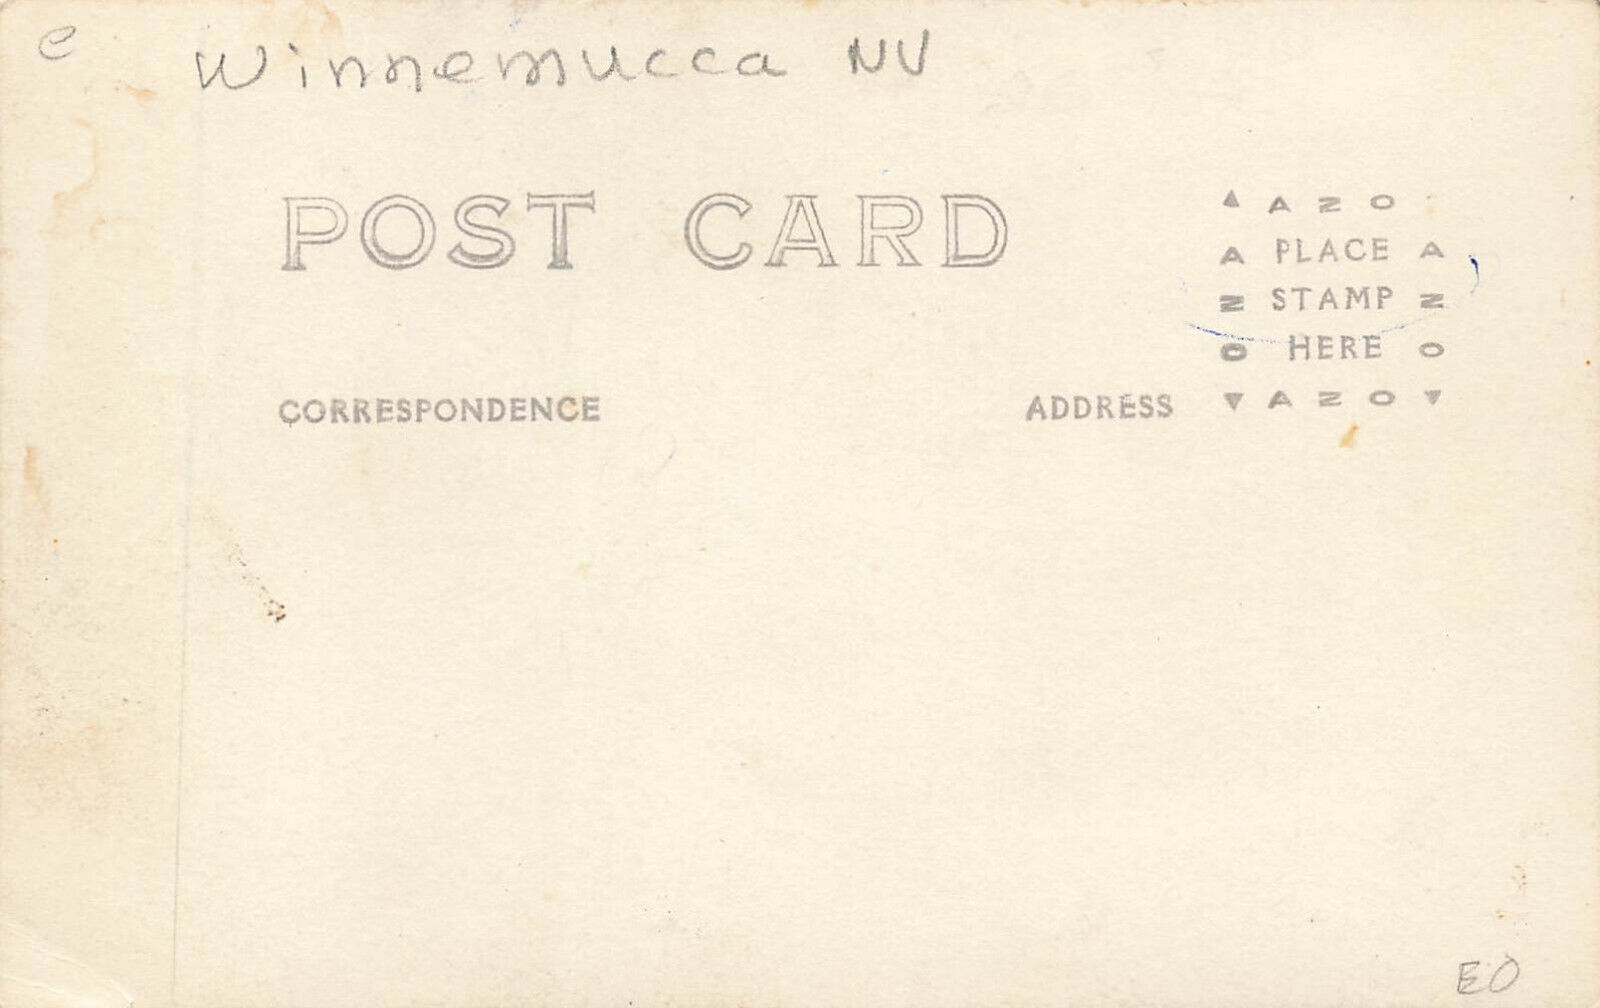 e
Winnemucca NV
POST CARD
▲ AZO
A PLACE A
Z STAMP Z
O HERE O
▼ AZO ▼
CORRESPONDENCE
ADDRESS
EO